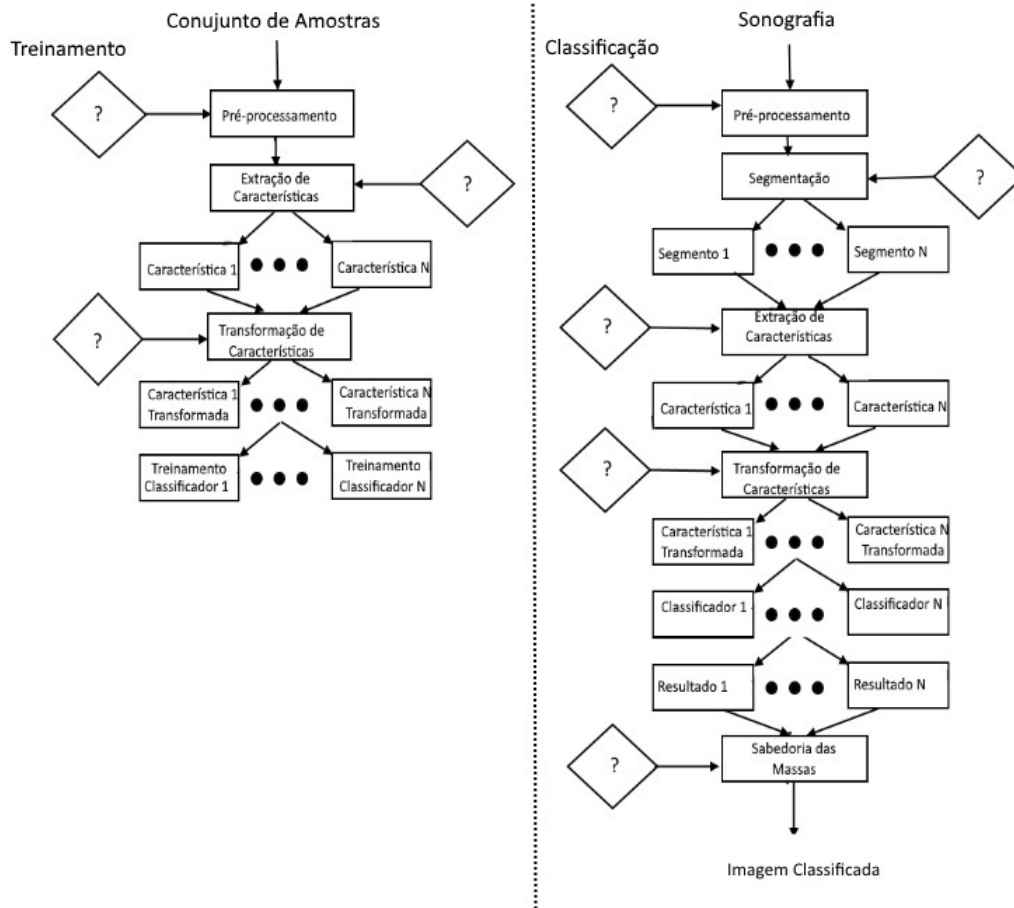 Conujunto de Amostras
Treinamento
?
Pré-processamento
Extração de
Características
?
Característica 1
Característica N
?
Transformação de
Características
Característica 1
Transformada
Característica N
Transformada
Treinamento
Classificador 1
Treinamento
Classificador N
Sonografia
Classificação
?
Pré-processamento
Segmentação
?
Segmento 1
Segmento N
?
Extração de
Características
Característica 1
Característica N
?
Transformação de
Características
Característica 1
Transformada
Característica N
Transformada
Classificador 1
Classificador N
Resultado 1
Resultado N
?
Sabedoria das
Massas
Imagem Classificada